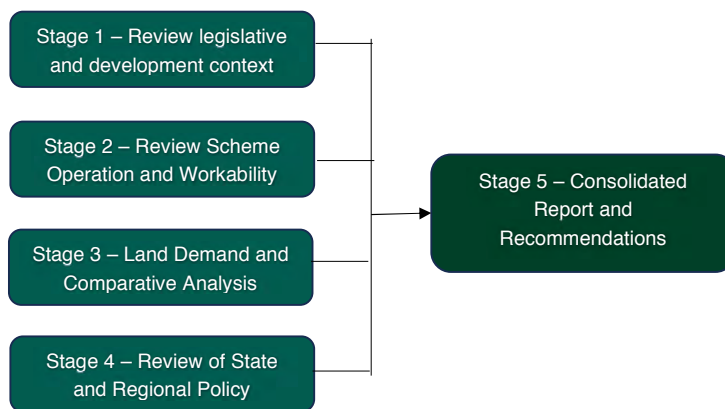 Stage 1 – Review legislative
and development context
Stage 2 – Review Scheme
Operation and Workability
Stage 3 – Land Demand and
Comparative Analysis
Stage 4 – Review of State
and Regional Policy
Stage 5 – Consolidated
Report and
Recommendations